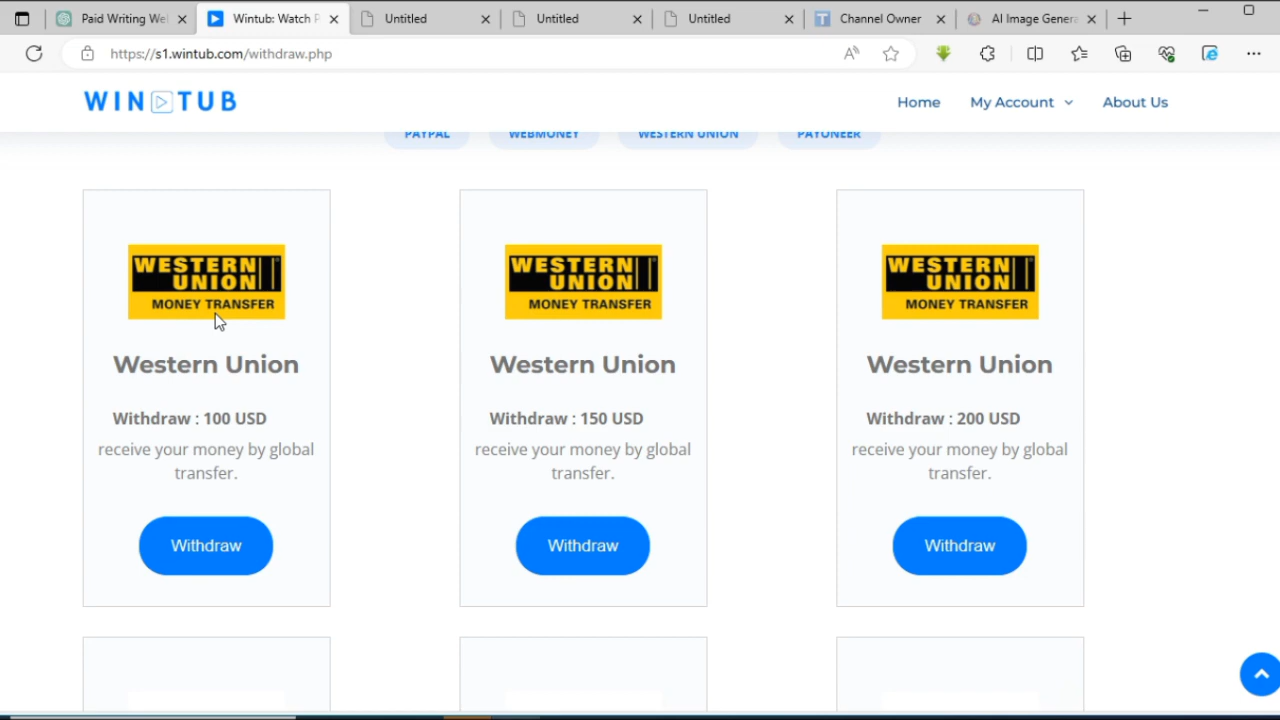 Paid Writing Wel
Wintub: Watch P
Untitled
Untitled
Untitled
Channel Owner
AI Image Genera
https://s1.wintub.com/withdraw.php
WIN TUB
Home
My Account
About Us
PAYPAL
WEBMONEY
WESTERN UNION
PAYONEER
WESTERN
UNION
MONEY TRANSFER
Western Union
Withdraw : 100 USD
receive your money by global
transfer.
Withdraw
WESTERN
UNION
MONEY TRANSFER
Western Union
Withdraw : 150 USD
receive your money by global
transfer.
Withdraw
WESTERN
UNION
MONEY TRANSFER
Western Union
Withdraw : 200 USD
receive your money by global
transfer.
Withdraw